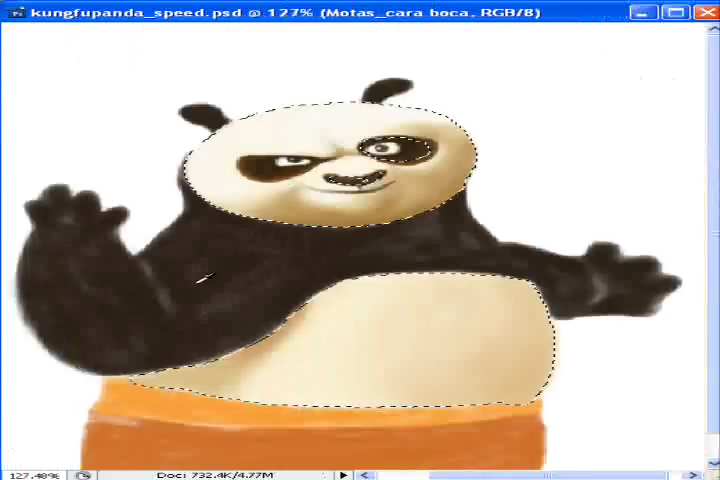 kungfupanda_speed.psd @ 127% (Motas_cara boca, RGB/8)
127.48%
Doc: 732.4K/4.77M